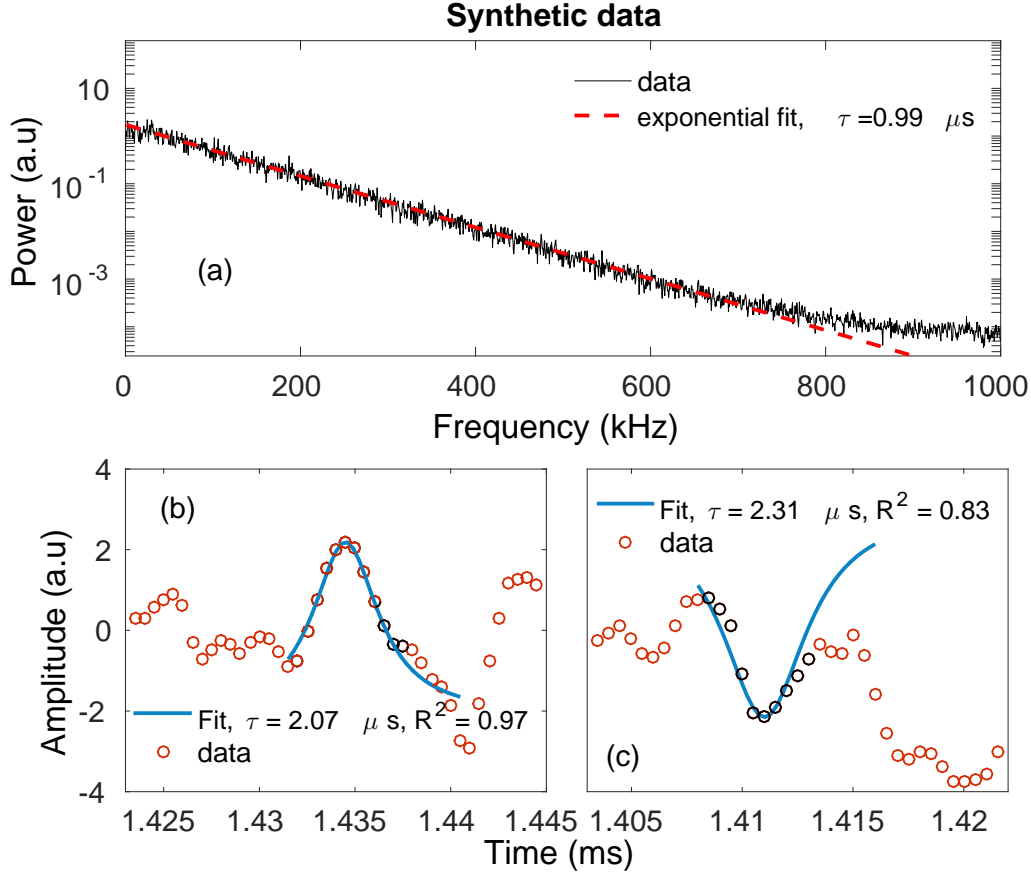 Synthetic data
Power (a.u)
10
10^-1
10^-3
data
exponential fit, τ =0.99 μs
(a)
0 200 400 600 800 1000
Frequency (kHz)
Amplitude (a.u)
4
2
0
-2
-4
(b)
Fit, τ = 2.07 μ s, R^2 = 0.97
data
1.425 1.43 1.435 1.44 1.445
Fit, τ = 2.31 μ s, R^2 = 0.83
data
(c)
1.405 1.41 1.415 1.42
Time (ms)